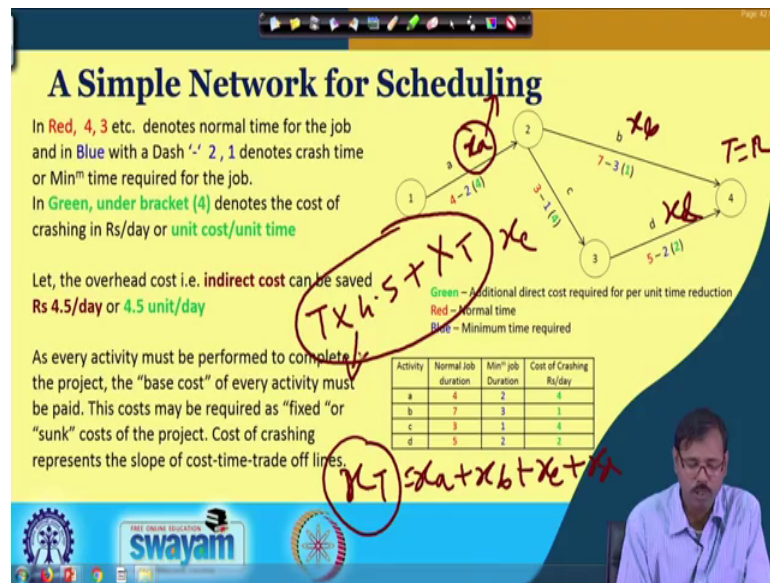 Page: 42
A Simple Network for Scheduling
In Red, 4, 3 etc. denotes normal time for the job
and in Blue with a Dash '-' 2 , 1 denotes crash time
or Minᵐ time required for the job.
In Green, under bracket (4) denotes the cost of
crashing in Rs/day or unit cost/unit time
Let, the overhead cost i.e. indirect cost can be saved
Rs 4.5/day or 4.5 unit/day
As every activity must be performed to complete
the project, the "base cost" of every activity must
be paid. This costs may be required as "fixed "or
"sunk" costs of the project. Cost of crashing
represents the slope of cost-time-trade off lines.
1
2
3
4
a
xa
4 – 2 (4)
b
7 – 3 (1)
c
3 – 1 (4)
d
5 – 2 (2)
T×4.5 + XT
Green – Additional direct cost required for per unit time reduction
Red – Normal time
Blue – Minimum time required
Activity Normal Job duration Minᵐ job Duration Cost of Crashing Rs/day
a 4 2 4
b 7 3 1
c 3 1 4
d 5 2 2
XT = xa + xb + xc +
FREE ONLINE EDUCATION
swayam